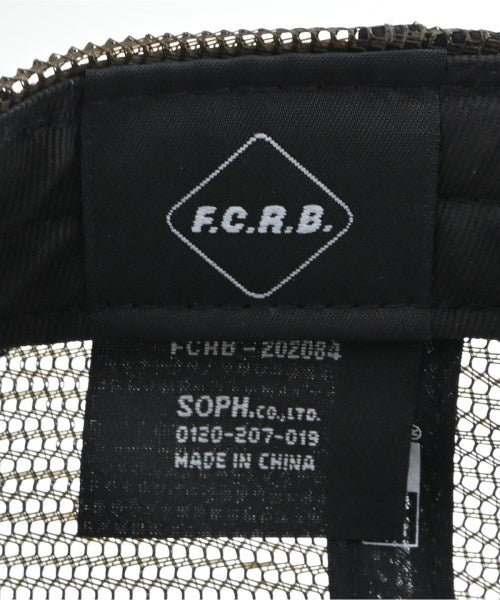 F.C.R.B.
FCRB - 202084
SOPH.CO.,LTD.
0120-207-019
MADE IN CHINA